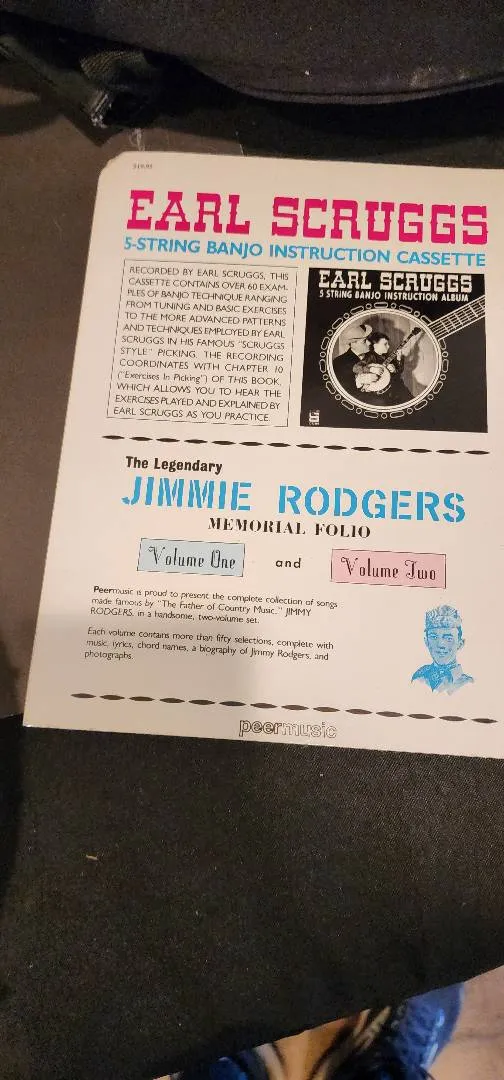 $19.95
EARL SCRUGGS
5-STRING BANJO INSTRUCTION CASSETTE
RECORDED BY EARL SCRUGGS, THIS
CASSETTE CONTAINS OVER 60 EXAM-
PLES OF BANJO TECHNIQUE RANGING
FROM TUNING AND BASIC EXERCISES
TO THE MORE ADVANCED PATTERNS
AND TECHNIQUES EMPLOYED BY EARL
SCRUGGS IN HIS FAMOUS "SCRUGGS
STYLE" PICKING. THE RECORDING
COORDINATES WITH CHAPTER 10
("Exercises In Picking") OF THIS BOOK,
WHICH ALLOWS YOU TO HEAR THE
EXERCISES PLAYED AND EXPLAINED BY
EARL SCRUGGS AS YOU PRACTICE.
EARL SCRUGGS
5 STRING BANJO INSTRUCTION ALBUM
The Legendary
JIMMIE RODGERS
MEMORIAL FOLIO
Volume One and Volume Two
Peermusic is proud to present the complete collection of songs
made famous by "The Father of Country Music," JIMMY
RODGERS, in a handsome, two-volume set.
Each volume contains more than fifty selections, complete with
music, lyrics, chord names, a biography of Jimmy Rodgers, and
photographs.
peermusic